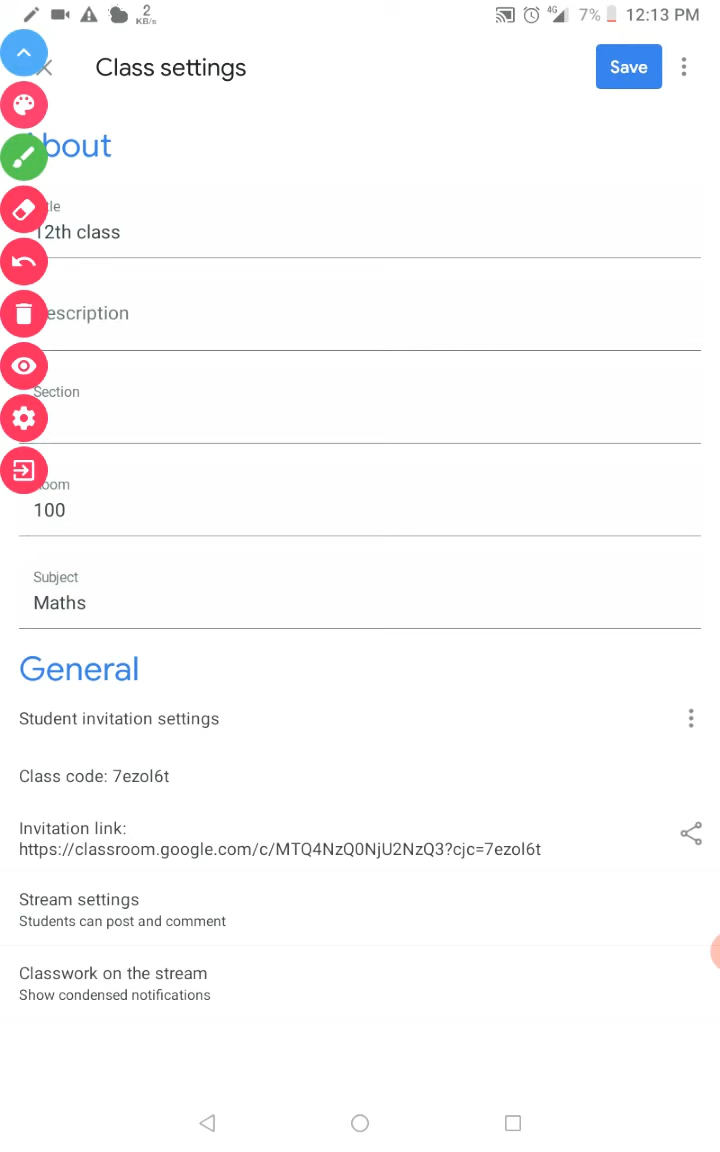 2
KB/s
4G
7%
12:13 PM
Class settings
Save
bout
tle
12th class
escription
Section
oom
100
Subject
Maths
General
Student invitation settings
Class code: 7ezol6t
Invitation link:
https://classroom.google.com/c/MTQ4NzQ0NjU2NzQ3?cjc=7ezol6t
Stream settings
Students can post and comment
Classwork on the stream
Show condensed notifications